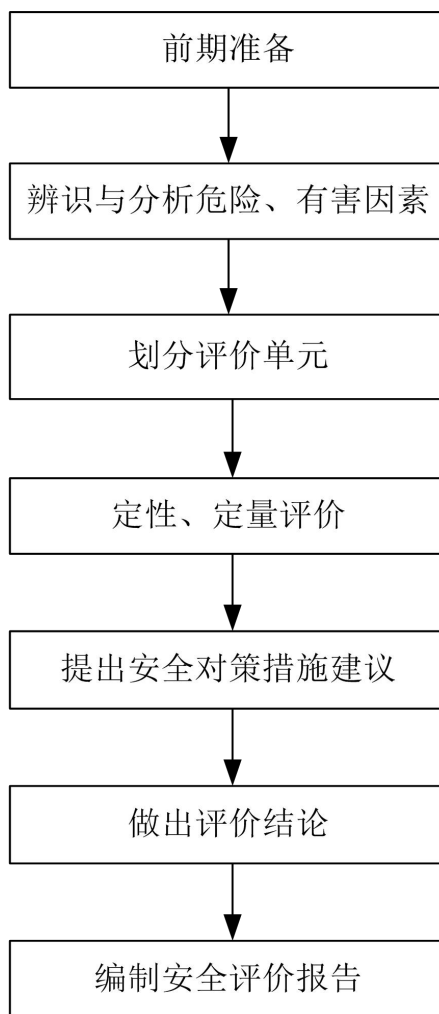 前期准备
辨识与分析危险、有害因素
划分评价单元
定性、定量评价
提出安全对策措施建议
做出评价结论
编制安全评价报告